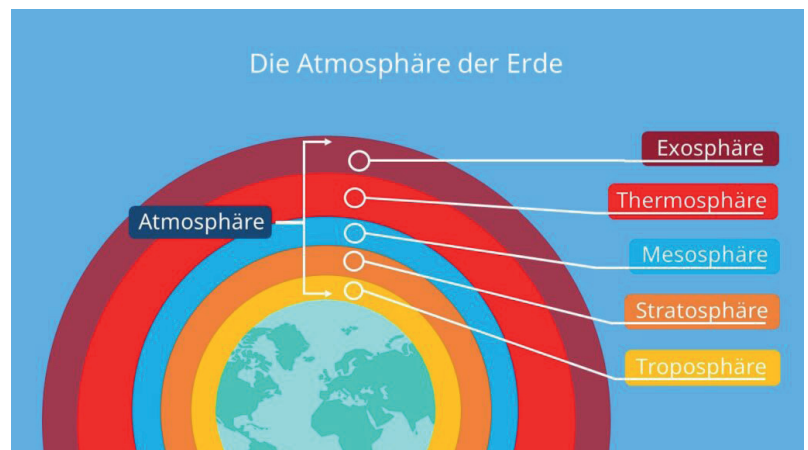 Die Atmosphäre der Erde
Exosphäre
Thermosphäre
Atmosphäre
Mesosphäre
Stratosphäre
Troposphäre